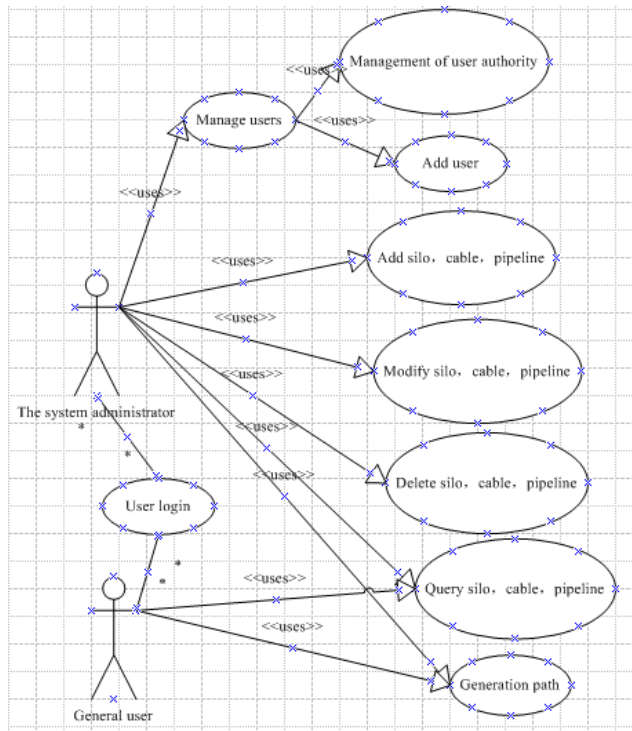 Management of user authority
<<uses>>
<<uses>>
Manage users
Add user
<<uses>>
<<uses>>
Add silo，cable，pipeline
<<uses>>
Modify silo，cable，pipeline
<<uses>>
The system administrator
*
<<uses>>
*
<<uses>>
Delete silo，cable，pipeline
User login
*
*
<<uses>>
Query silo，cable，pipeline
<<uses>>
Generation path
General user